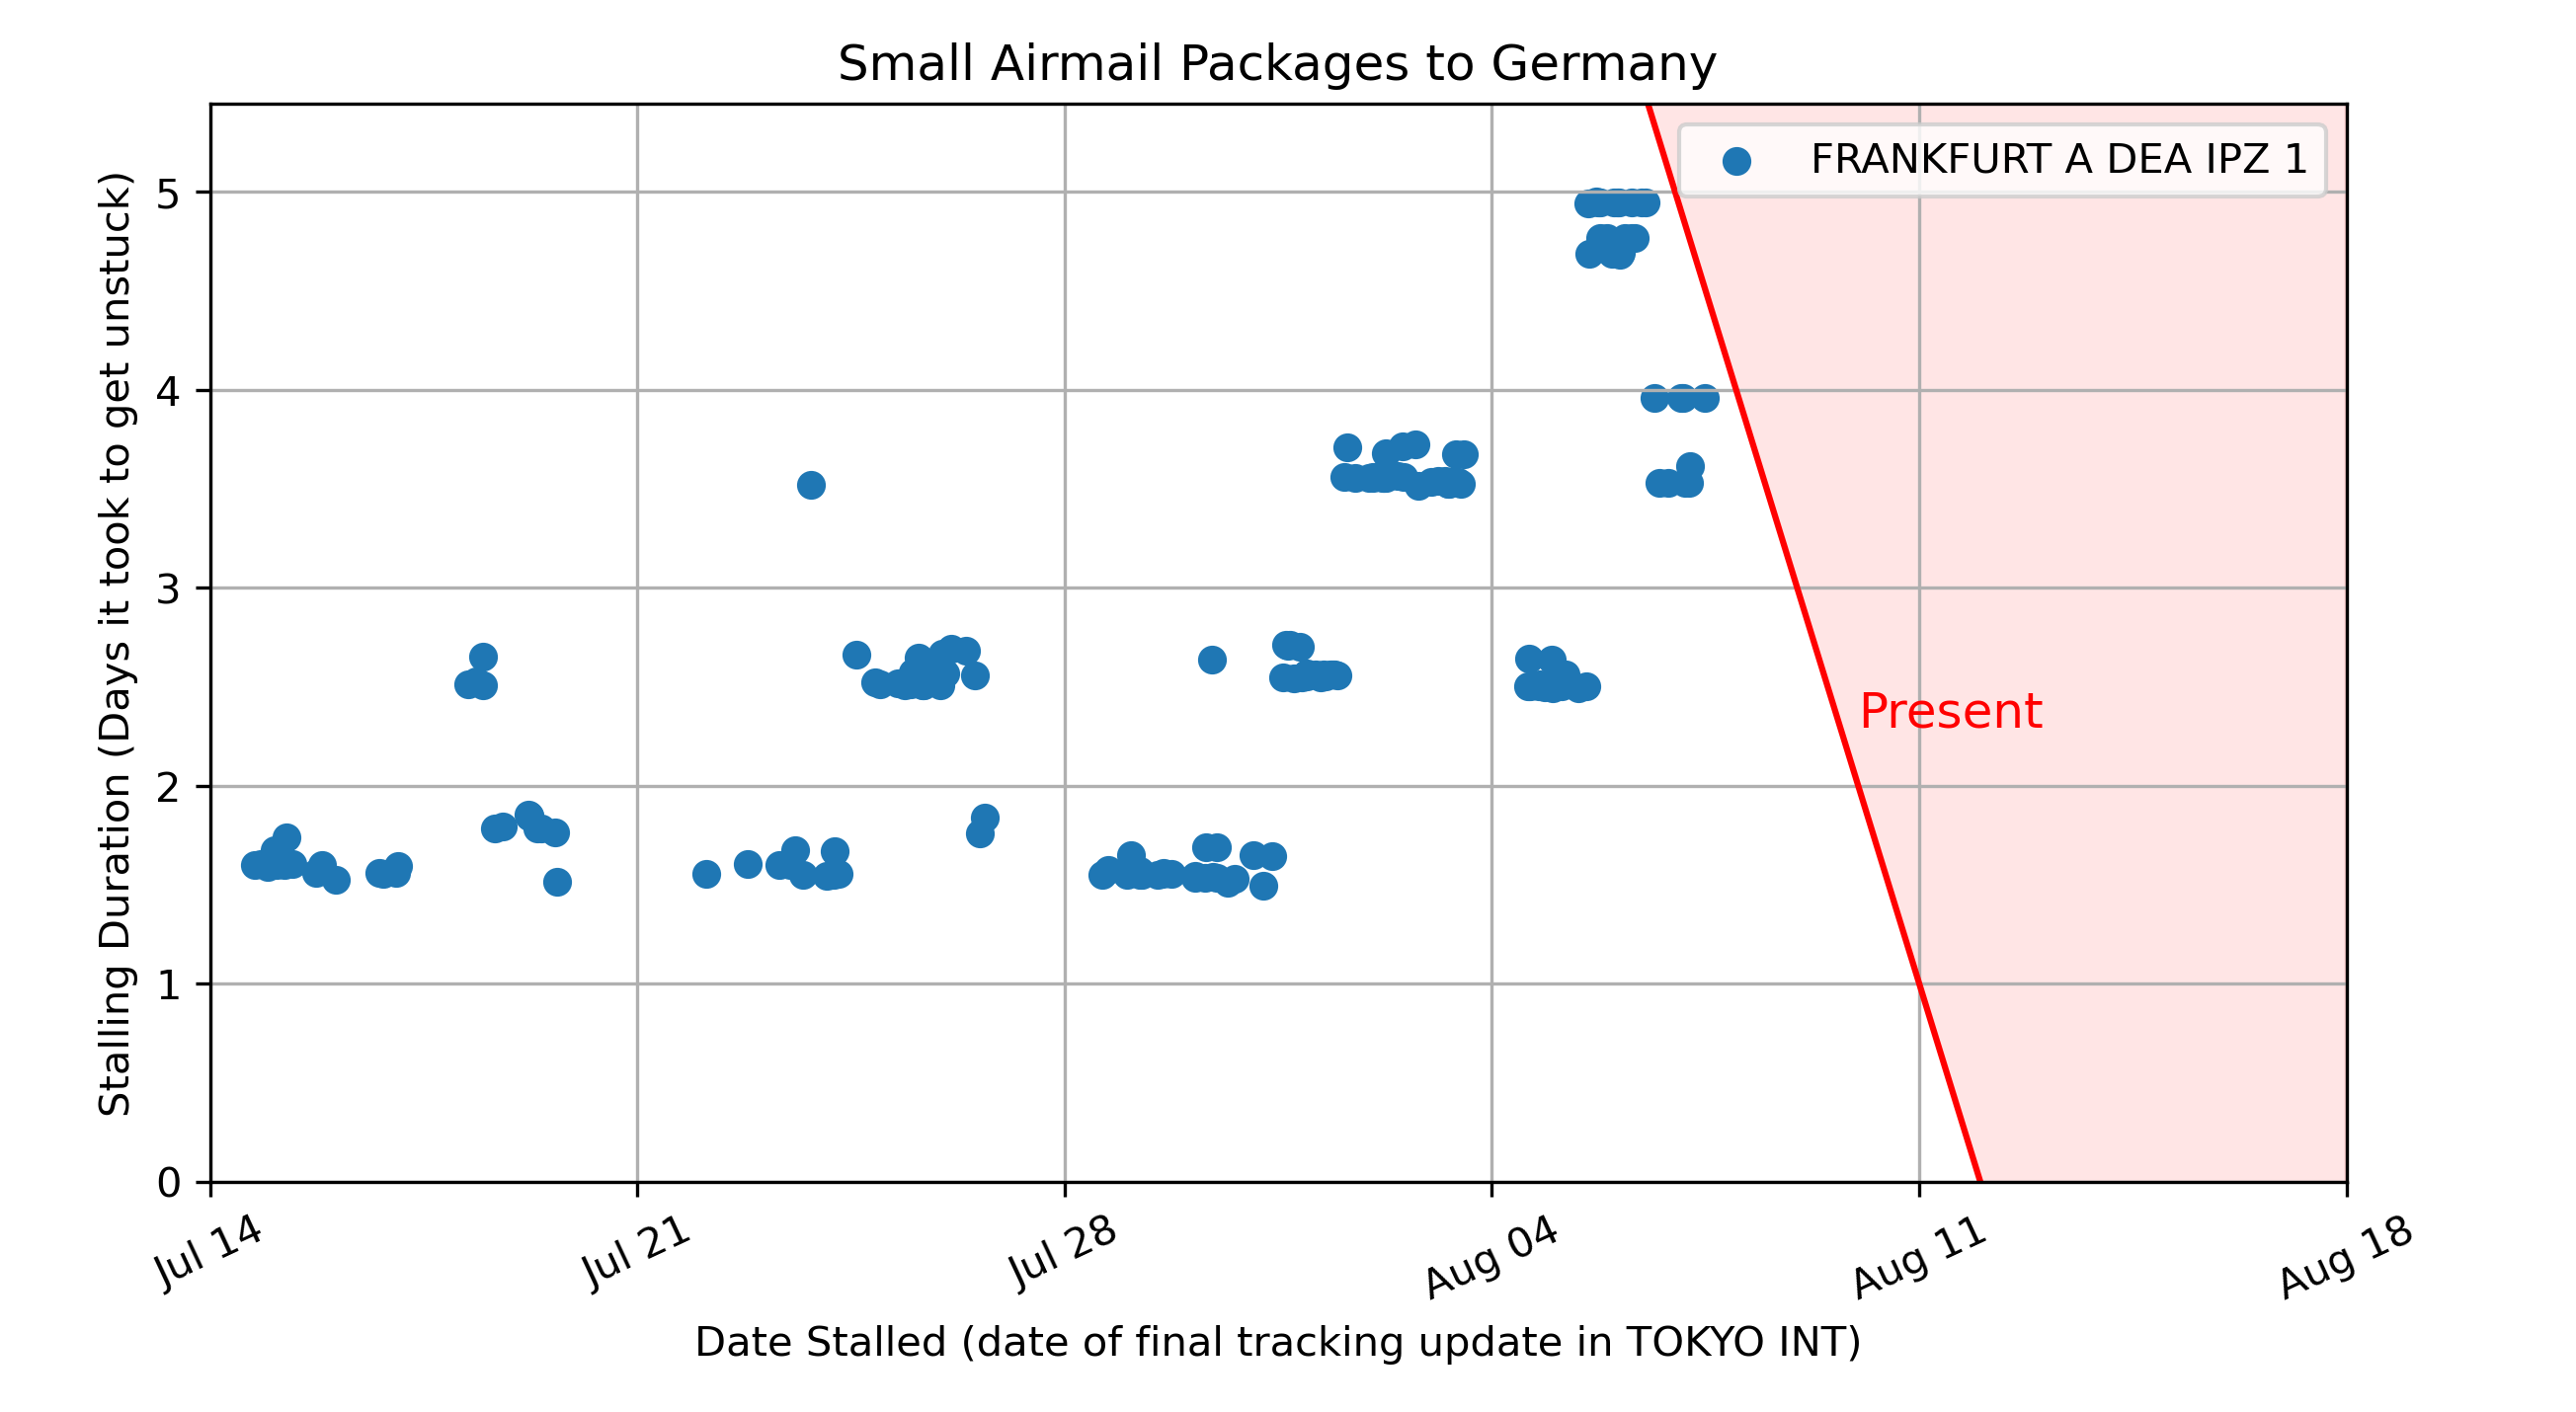 Small Airmail Packages to Germany
FRANKFURT A DEA IPZ 1
Stalling Duration (Days it took to get unstuck)
5
4
3
2
1
0
Present
Jul 14
Jul 21
Jul 28
Aug 04
Aug 11
Aug 18
Date Stalled (date of final tracking update in TOKYO INT)